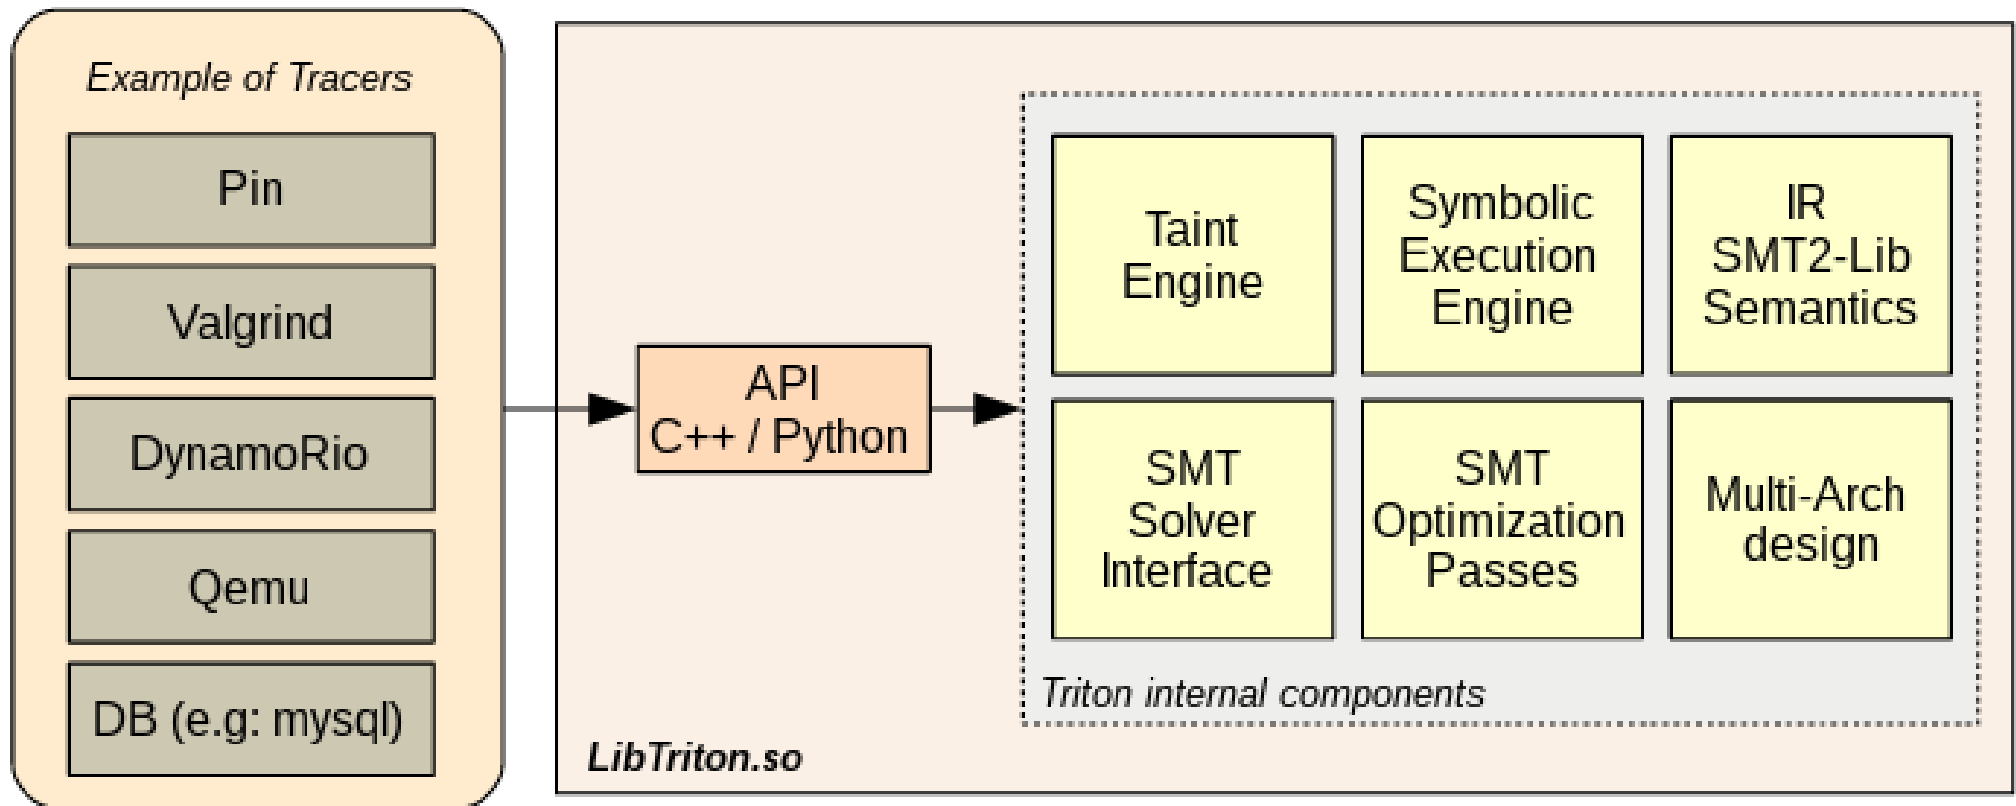 Example of Tracers
Pin
Valgrind
DynamoRio
Qemu
DB (e.g: mysql)
API
C++ / Python
Taint
Engine
Symbolic
Execution
Engine
IR
SMT2-Lib
Semantics
SMT
Solver
Interface
SMT
Optimization
Passes
Multi-Arch
design
Triton internal components
LibTriton.so